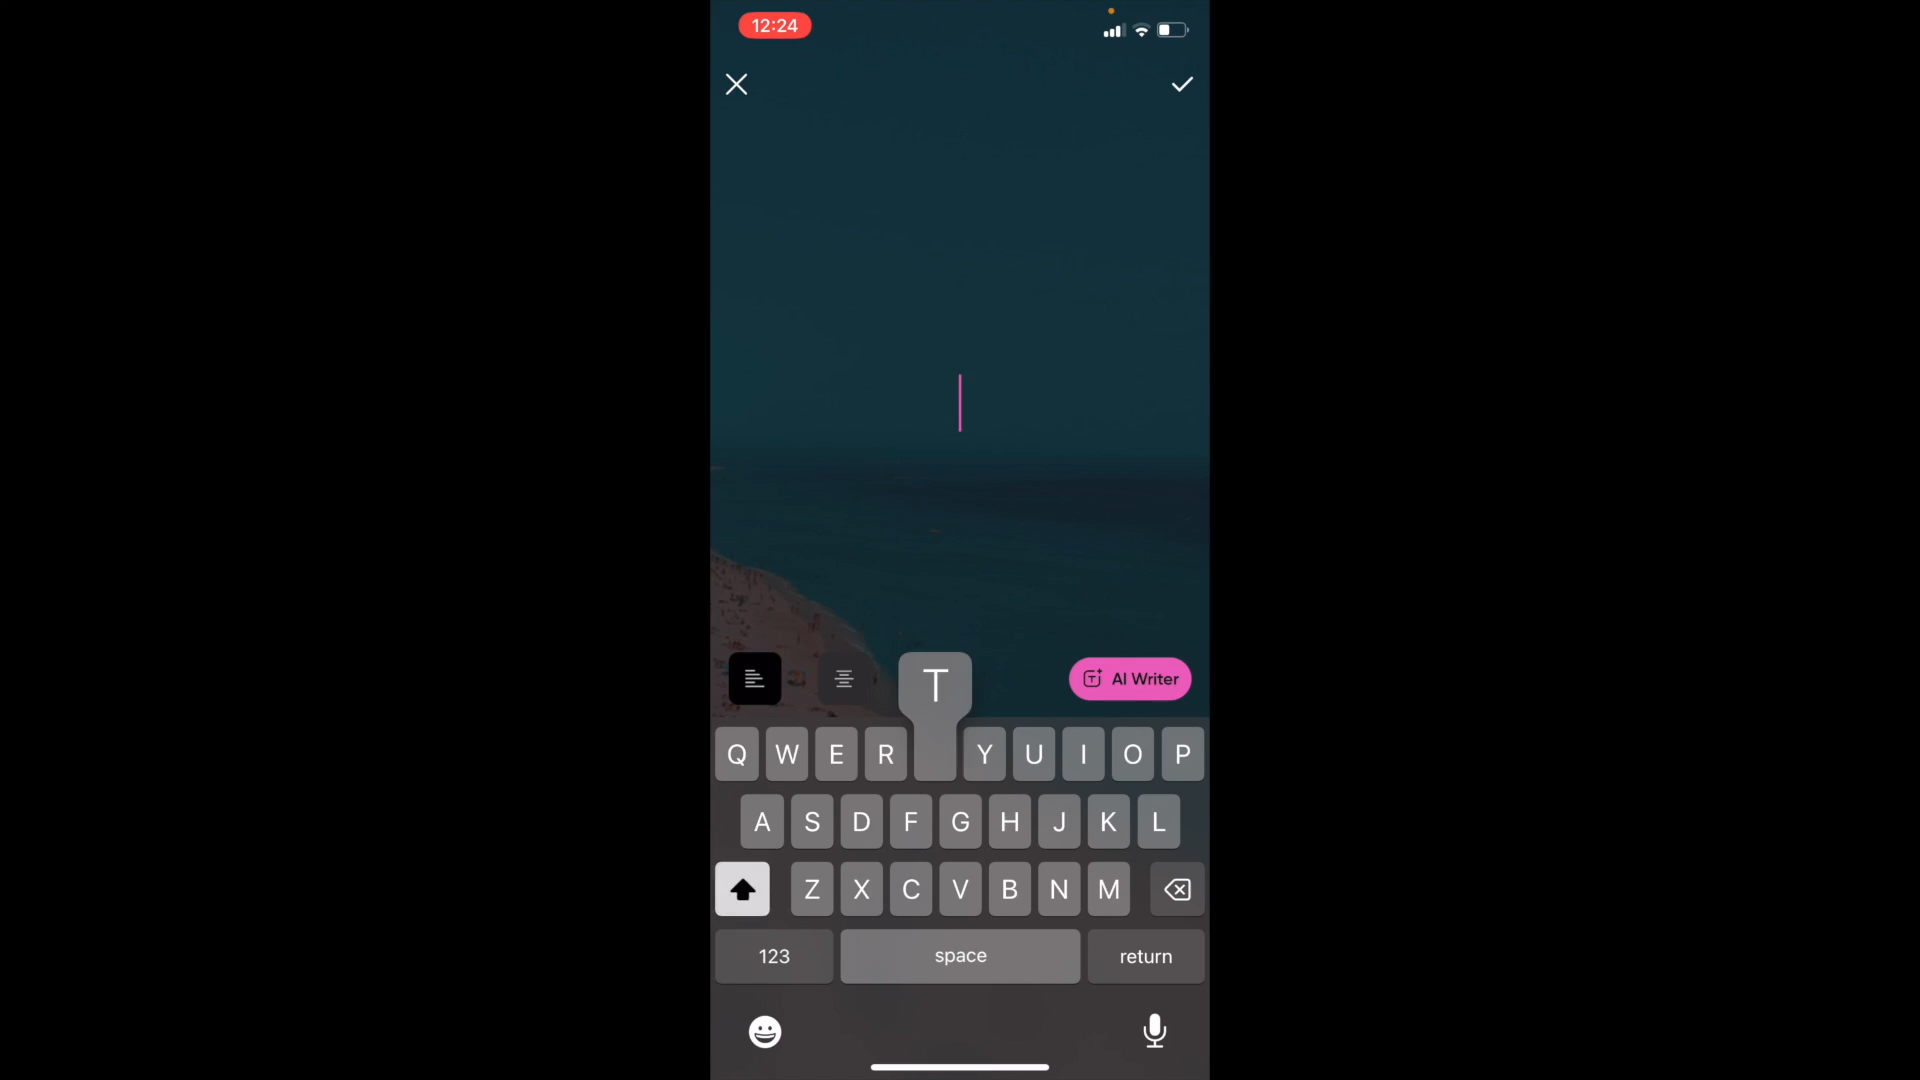 12:24
AI Writer
T
Q W E R Y U I O P
A S D F G H J K L
Z X C V B N M
123 space return